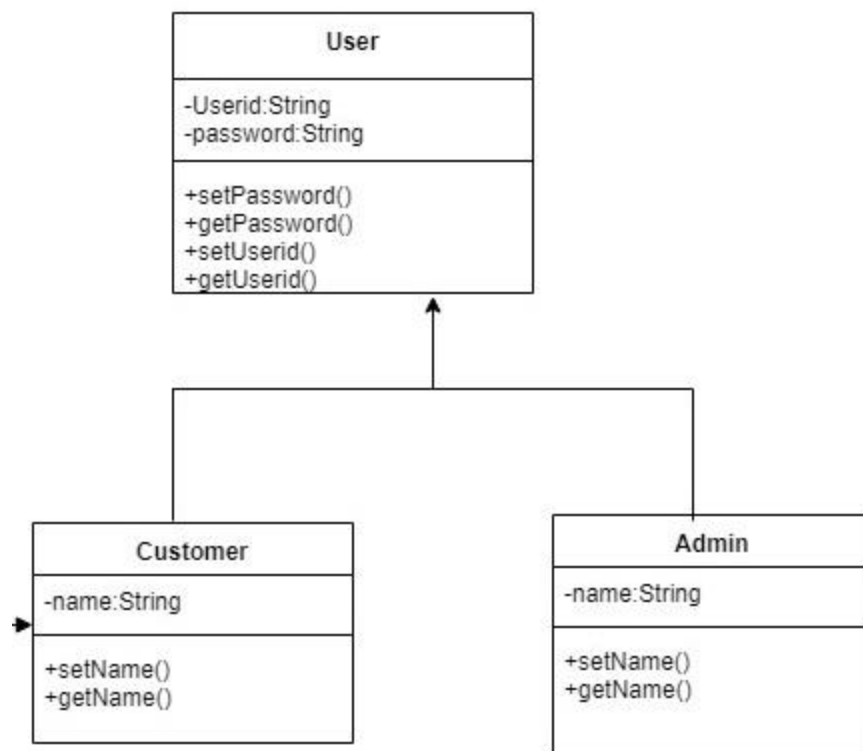 User
-Userid:String
-password:String
+setPassword()
+getPassword()
+setUserid()
+getUserid()
Customer
-name:String
+setName()
+getName()
Admin
-name:String
+setName()
+getName()